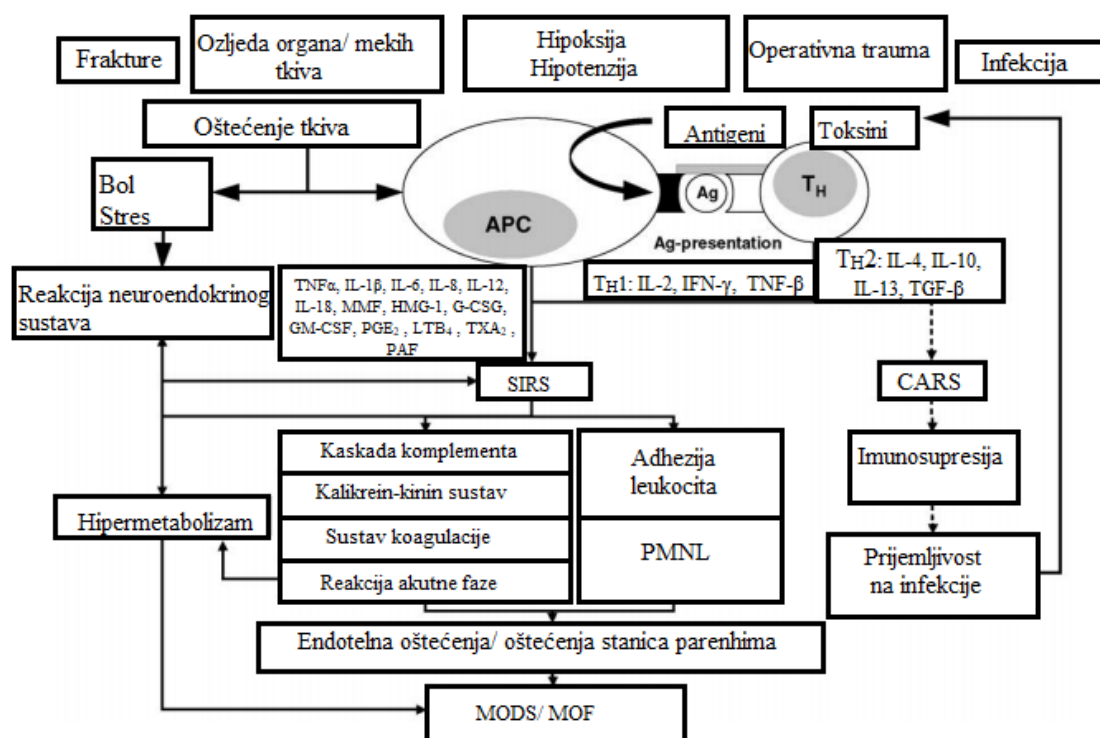 Frakture
Ozljeda organa/ mekih
tkiva
Hipoksija
Hipotenzija
Operativna trauma
Infekcija
Oštećenje tkiva
Antigeni
Toksini
Bol
Stres
APC
Ag
TH
Ag-presentation
Reakcija neuroendokrinog
sustava
TNFα, IL-1β, IL-6, IL-8, IL-12,
IL-18, MMF, HMG-1, G-CSG,
GM-CSF, PGE₂ , LTB₄ , TXA₂ ,
PAF
TH1: IL-2, IFN-γ, TNF-β
TH2: IL-4, IL-10,
IL-13, TGF-β
SIRS
CARS
Kaskada komplementa
Kalikrein-kinin sustav
Sustav koagulacije
Reakcija akutne faze
Adhezija
leukocita
PMNL
Imunosupresija
Hipermetabolizam
Prijemljivost
na infekcije
Endotelna oštećenja/ oštećenja stanica parenhima
MODS/ MOF